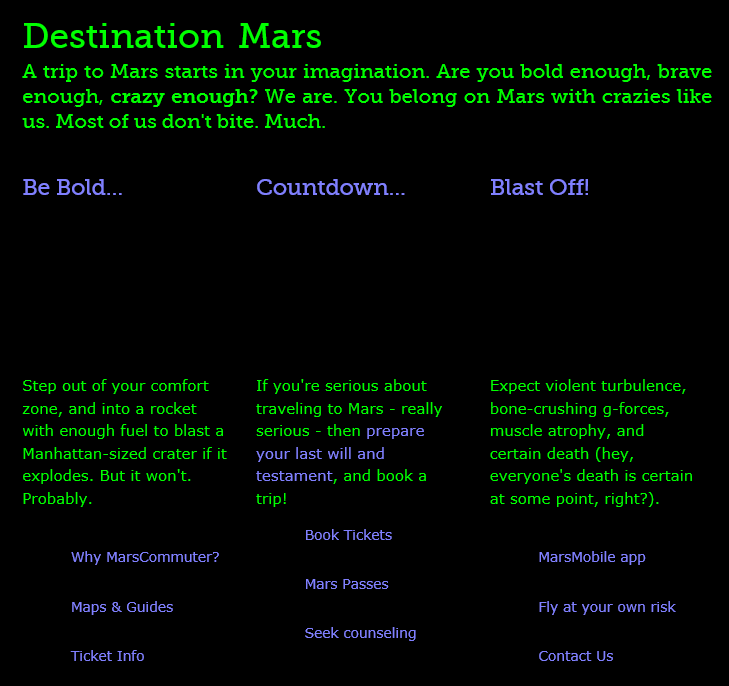 Destination Mars
A trip to Mars starts in your imagination. Are you bold enough, brave
enough, crazy enough? We are. You belong on Mars with crazies like
us. Most of us don't bite. Much.
Be Bold...
Step out of your comfort
zone, and into a rocket
with enough fuel to blast a
Manhattan-sized crater if it
explodes. But it won't.
Probably.
Why MarsCommuter?
Maps & Guides
Ticket Info
Countdown...
If you're serious about
traveling to Mars - really
serious - then prepare
your last will and
testament, and book a
trip!
Book Tickets
Mars Passes
Seek counseling
Blast Off!
Expect violent turbulence,
bone-crushing g-forces,
muscle atrophy, and
certain death (hey,
everyone's death is certain
at some point, right?).
MarsMobile app
Fly at your own risk
Contact Us